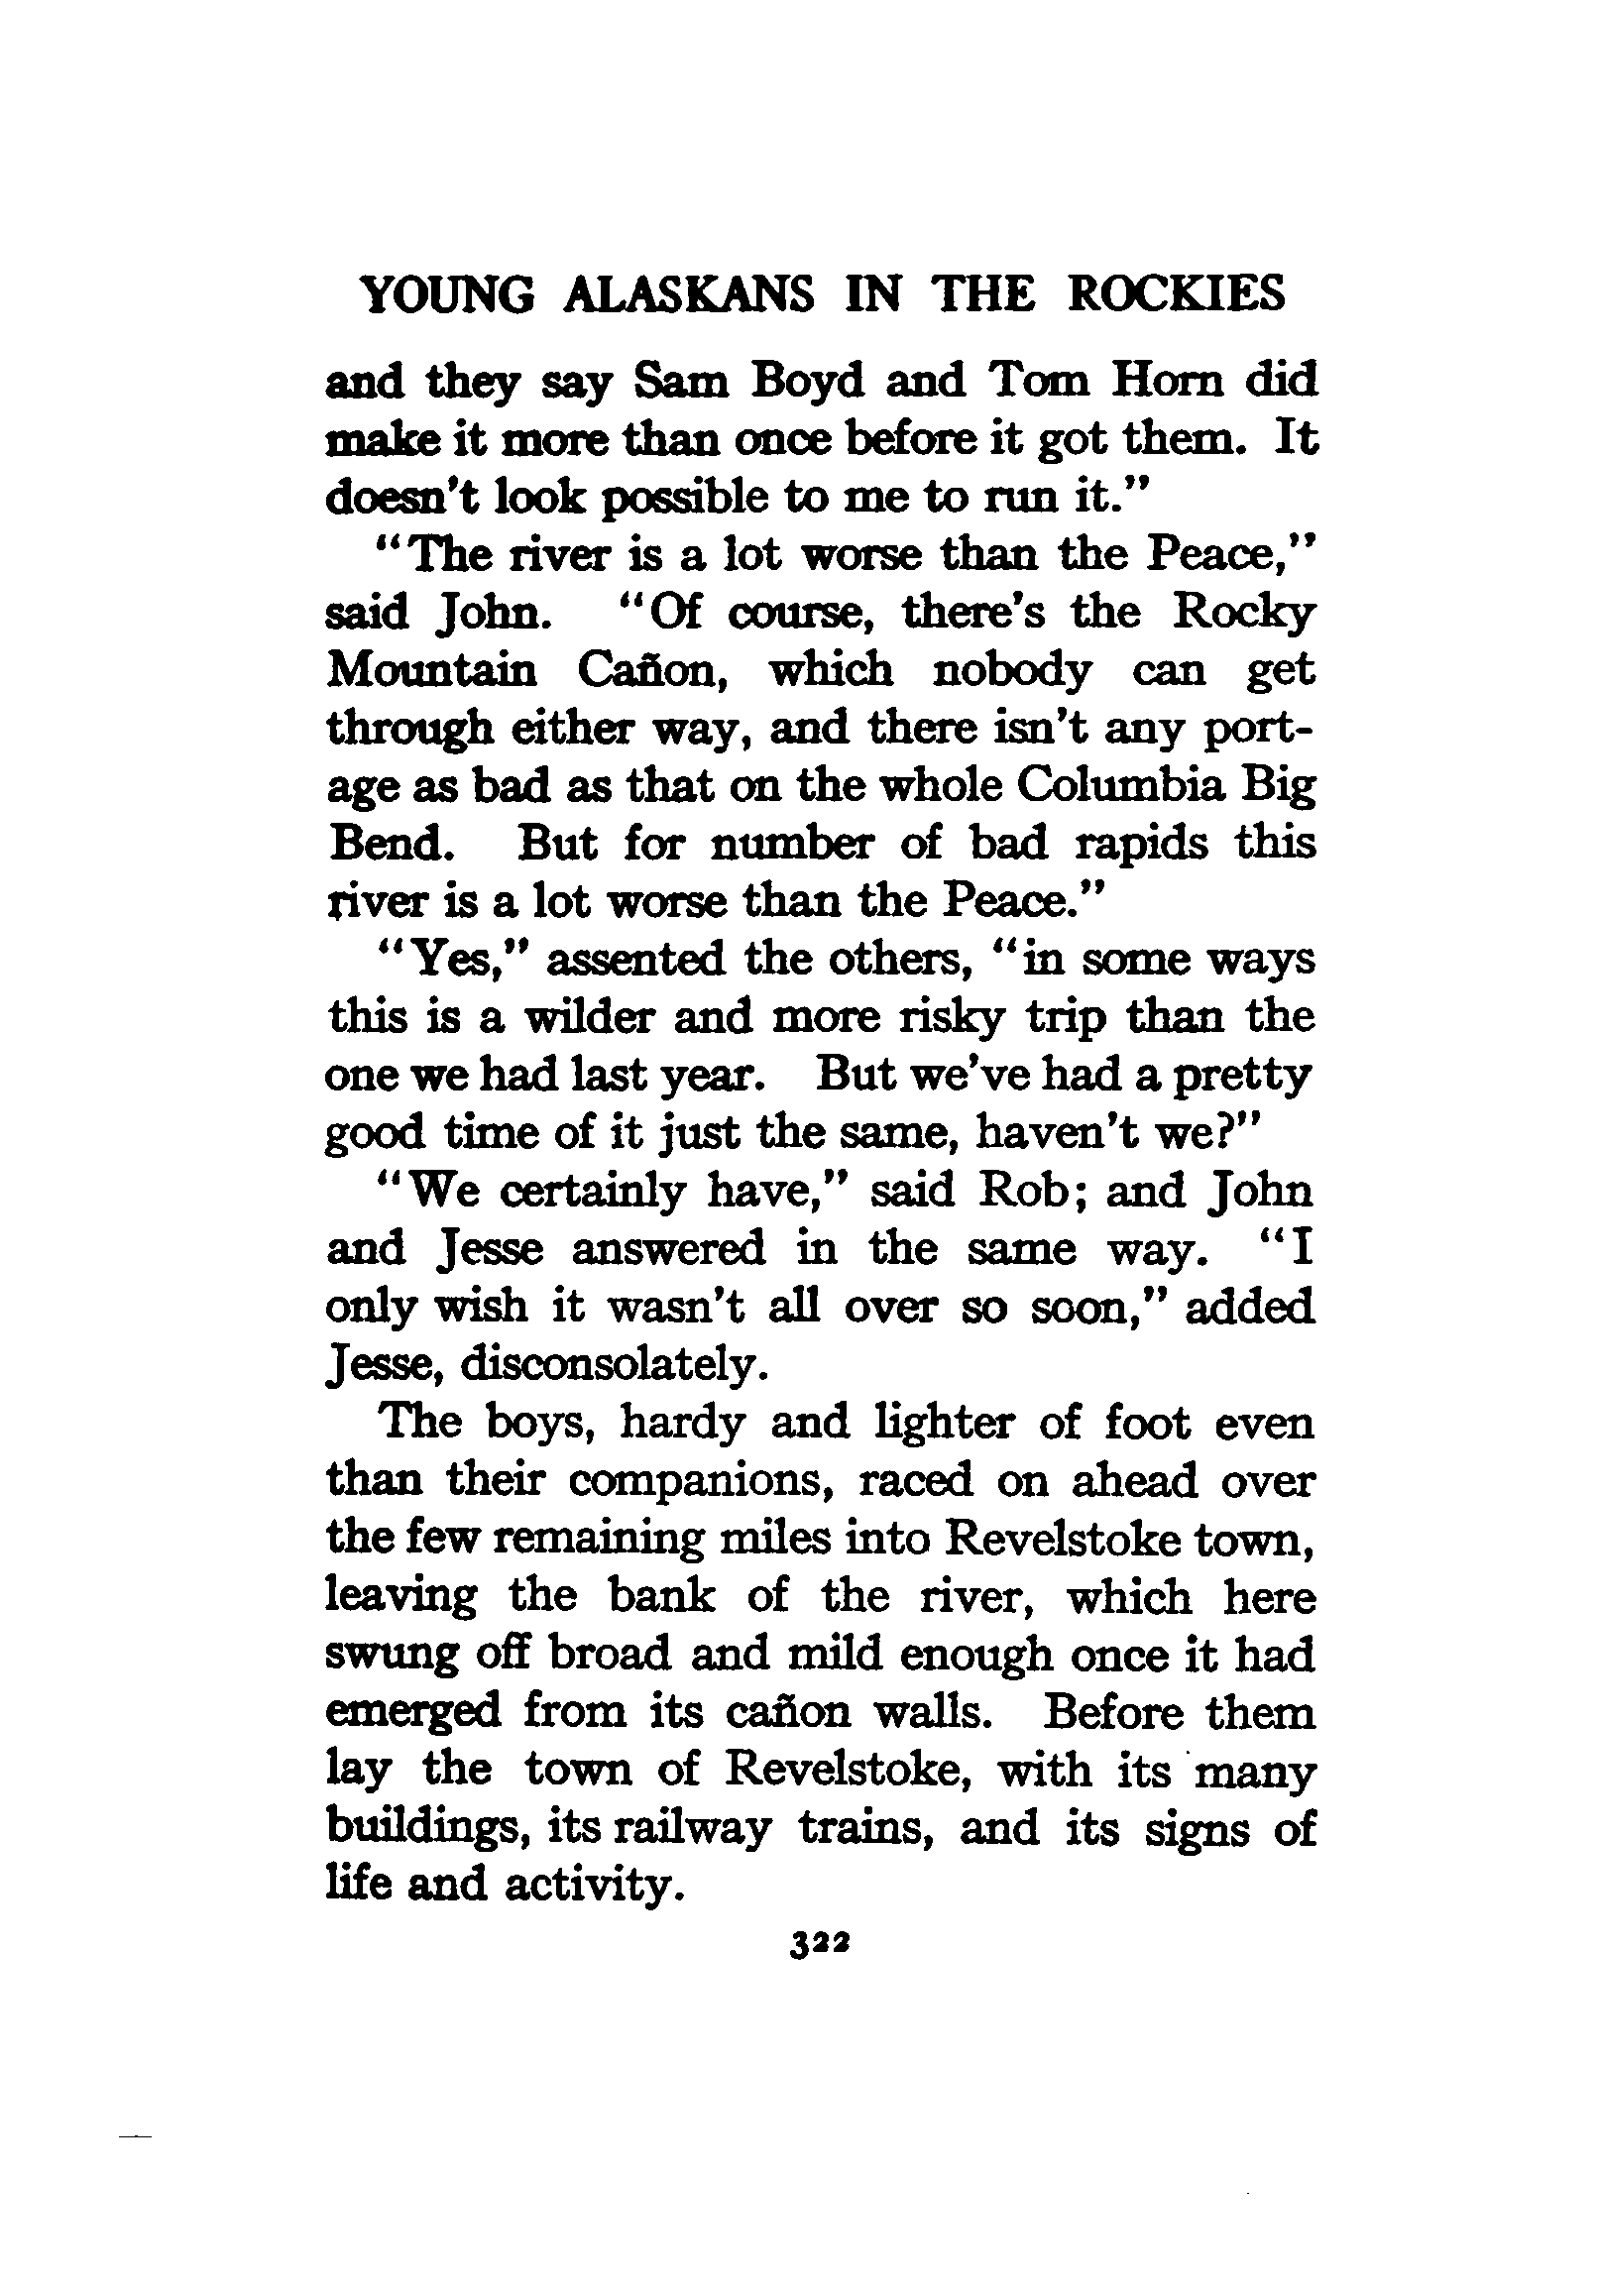 YOUNG ALASKANS IN THE ROCKIES
and they say Sam Boyd and Tom Horn did
make it more than once before it got them. It
doesn't look possible to me to run it."
"The river is a lot worse than the Peace,"
said John. "Of course, there's the Rocky
Mountain Cañon, which nobody can get
through either way, and there isn't any port-
age as bad as that on the whole Columbia Big
Bend. But for number of bad rapids this
river is a lot worse than the Peace."
"Yes," assented the others, "in some ways
this is a wilder and more risky trip than the
one we had last year. But we've had a pretty
good time of it just the same, haven't we?"
"We certainly have," said Rob; and John
and Jesse answered in the same way. "I
only wish it wasn't all over so soon," added
Jesse, disconsolately.
The boys, hardy and lighter of foot even
than their companions, raced on ahead over
the few remaining miles into Revelstoke town,
leaving the bank of the river, which here
swung off broad and mild enough once it had
emerged from its cañon walls. Before them
lay the town of Revelstoke, with its many
buildings, its railway trains, and its signs of
life and activity.
322